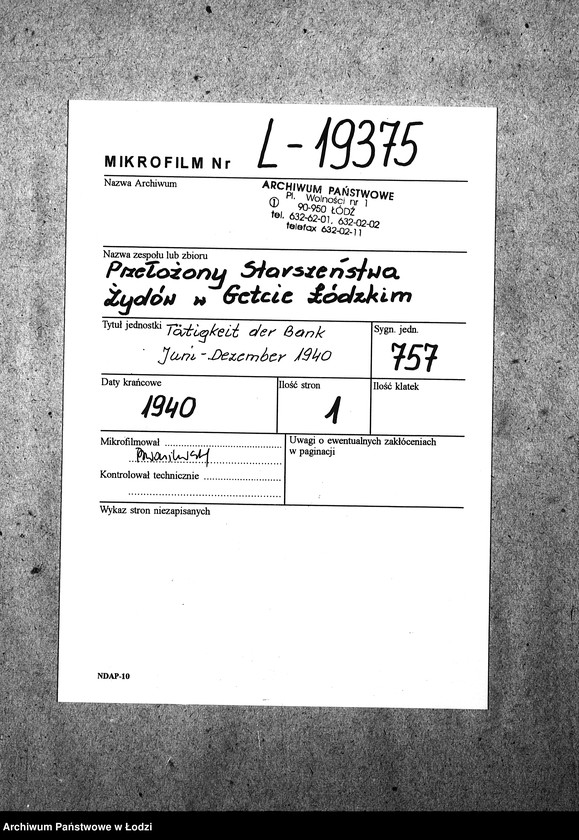 MIKROFILM Nr L-19375
Nazwa Archiwum
ARCHIWUM PAŃSTWOWE
① Pl. Wolności nr 1
90-950 ŁÓDŹ
tel. 632-62-01, 632-02-02
telefax 632-02-11
Nazwa zespołu lub zbioru
Przełożony Starszeństwa
Żydów w Getcie Łódzkim
Tytuł jednostki Tätigkeit der Bank
Juni-Dezember 1940
Sygn. jedn.
757
Daty krańcowe
1940
Ilość stron
1
Ilość klatek
Mikrofilmował
Kontrolował technicznie
Uwagi o ewentualnych zakłóceniach
w paginacji
Wykaz stron niezapisanych
NDAP-10
Archiwum Państwowe w Łodzi